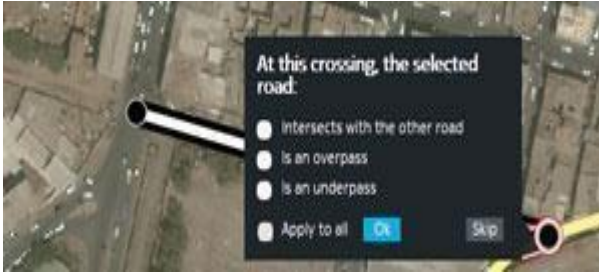 At this crossing, the selected
road:
Intersects with the other road
Is an overpass
Is an underpass
Apply to all Ok Skip